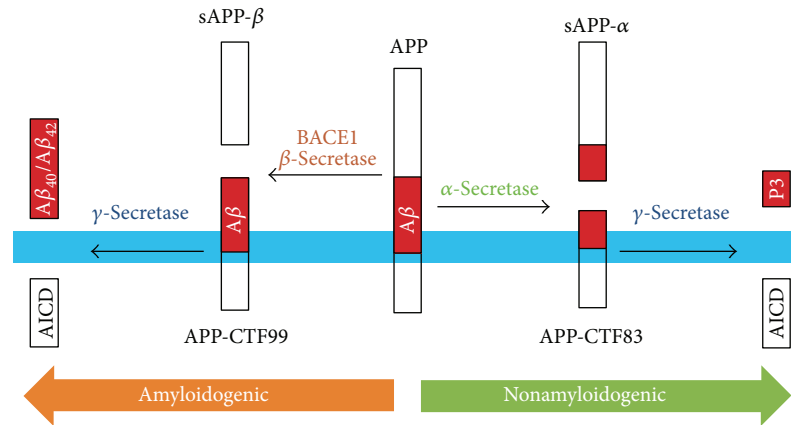 sAPP-β
APP
sAPP-α
Aβ40/Aβ42
BACE1
β-Secretase
α-Secretase
P3
γ-Secretase
Aβ
Aβ
γ-Secretase
AICD
APP-CTF99
APP-CTF83
AICD
Amyloidogenic
Nonamyloidogenic